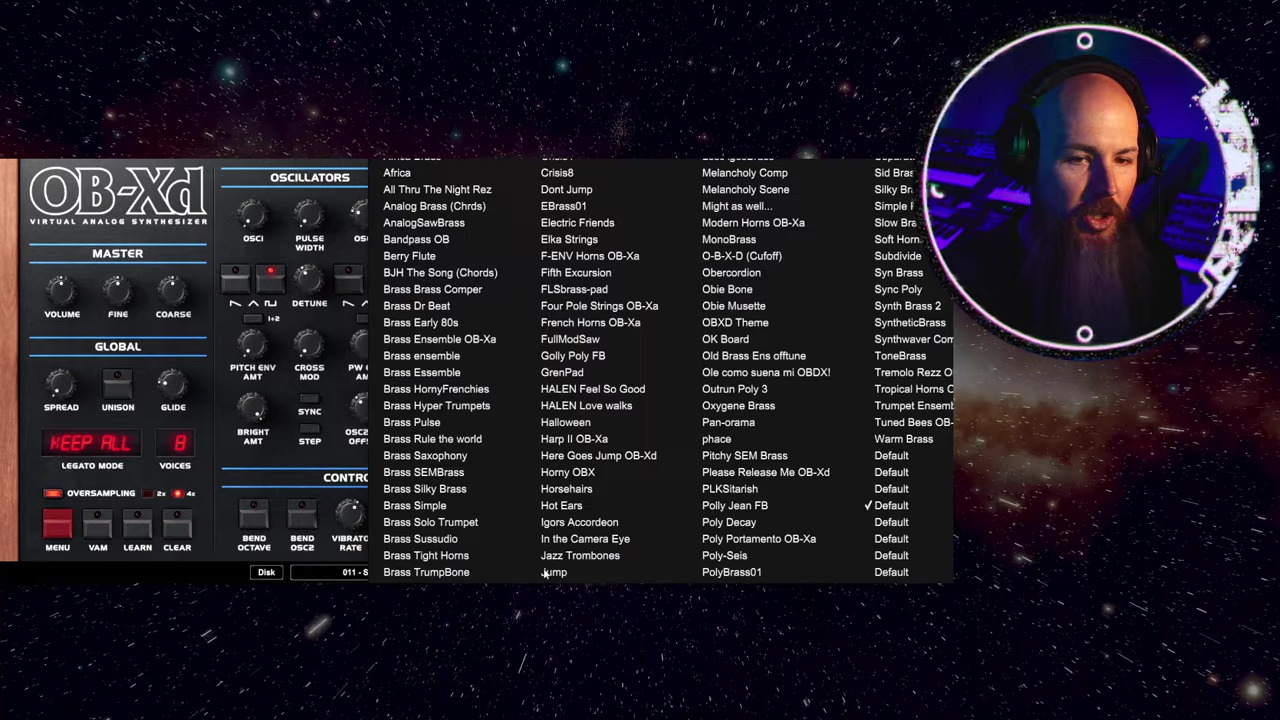 OB-Xd
VIRTUAL ANALOG SYNTHESIZER
MASTER
VOLUME
FINE
COARSE
GLOBAL
SPREAD
UNISON
GLIDE
KEEP ALL
8
LEGATO MODE
VOICES
OVERSAMPLING
2x
4x
MENU
VAM
LEARN
CLEAR
OSCILLATORS
OSC1
PULSE
WIDTH
1+2
DETUNE
PITCH ENV
AMT
CROSS
MOD
PW
BRIGHT
AMT
SYNC
STEP
OSC2
CONTRO
BEND
OCTAVE
BEND
OSC2
VIBRAT
RATE
Disk
011 - S
Africa Brass
Africa
All Thru The Night Rez
Analog Brass (Chrds)
AnalogSawBrass
Bandpass OB
Berry Flute
BJH The Song (Chords)
Brass Brass Comper
Brass Dr Beat
Brass Early 80s
Brass Ensemble OB-Xa
Brass ensemble
Brass Essemble
Brass HornyFrenchies
Brass Hyper Trumpets
Brass Pulse
Brass Rule the world
Brass Saxophony
Brass SEMBrass
Brass Silky Brass
Brass Simple
Brass Solo Trumpet
Brass Sussudio
Brass Tight Horns
Brass TrumpBone
Crisis8
Dont Jump
EBrass01
Electric Friends
Elka Strings
F-ENV Horns OB-Xa
Fifth Excursion
FLSbrass-pad
Four Pole Strings OB-Xa
French Horns OB-Xa
FullModSaw
Golly Poly FB
GrenPad
HALEN Feel So Good
HALEN Love walks
Halloween
Harp II OB-Xa
Here Goes Jump OB-Xd
Horny OBX
Horsehairs
Hot Ears
Igors Accordeon
In the Camera Eye
Jazz Trombones
Jump
Melancholy Comp
Melancholy Scene
Might as well...
Modern Horns OB-Xa
MonoBrass
O-B-X-D (Cufoff)
Obercordion
Obie Bone
Obie Musette
OBXD Theme
OK Board
Old Brass Ens offtune
Ole como suena mi OBDX!
Outrun Poly 3
Oxygene Brass
Pan-orama
phace
Pitchy SEM Brass
Please Release Me OB-Xd
PLKSitarish
Polly Jean FB
Poly Decay
Poly Portamento OB-Xa
Poly-Seis
PolyBrass01
Sid Bra
Silky Br
Simple
Slow Bra
Soft Horn
Subdivide
Syn Brass
Sync Poly
Synth Brass 2
SyntheticBrass
Synthwaver Com
ToneBrass
Tremolo Rezz O
Tropical Horns O
Trumpet Ensemb
Tuned Bees OB-
Warm Brass
Default
Default
Default
✓ Default
Default
Default
Default
Default